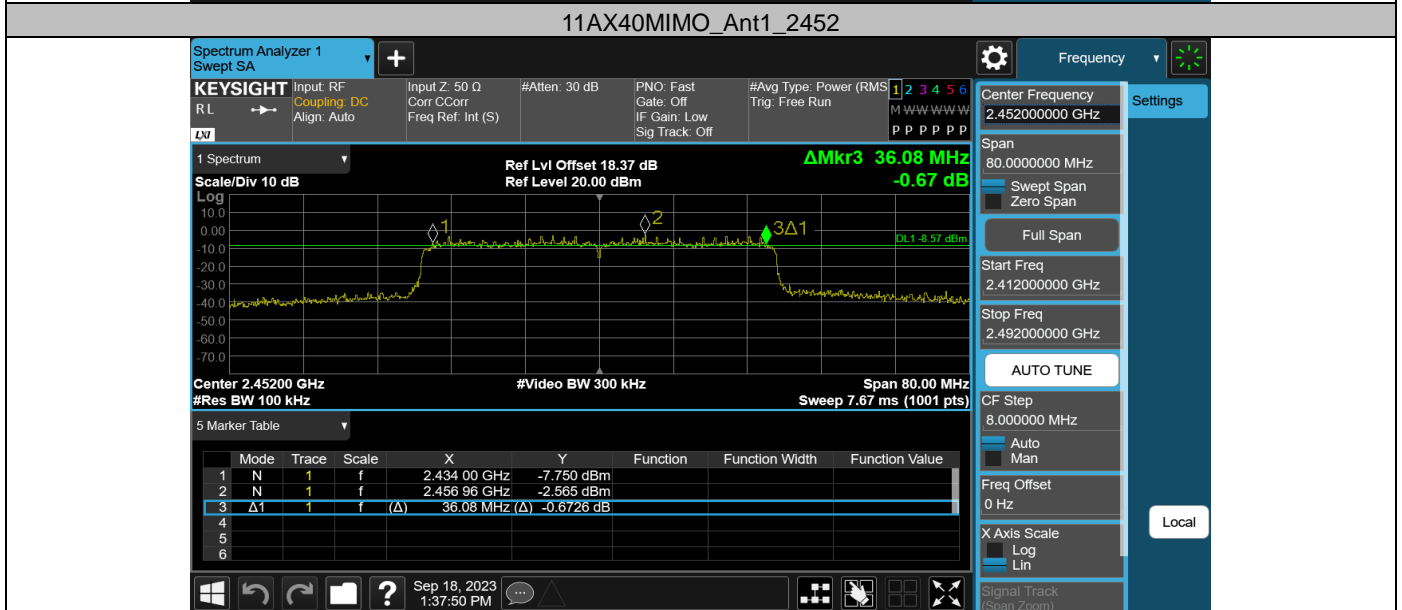 11AX40MIMO_Ant1_2452
Spectrum Analyzer 1
Swept SA
Frequency
KEYSIGHT Input: RF Input Z: 50 Ω #Atten: 30 dB PNO: Fast #Avg Type: Power (RMS 1 2 3 4 5 6
RL Coupling: DC Corr CCorr Gate: Off Trig: Free Run
Align: Auto Freq Ref: Int (S) IF Gain: Low M W W W W W
LXI Sig Track: Off P P P P P P
1 Spectrum
Ref Lvl Offset 18.37 dB ΔMkr3 36.08 MHz
Scale/Div 10 dB Ref Level 20.00 dBm -0.67 dB
Log
10.0
0.00
-10.0
-20.0
-30.0
-40.0
-50.0
-60.0
-70.0
1
2
3Δ1
DL1 -8.57 dBm
Center 2.45200 GHz #Video BW 300 kHz Span 80.00 MHz
#Res BW 100 kHz Sweep 7.67 ms (1001 pts)
5 Marker Table
Mode Trace Scale X Y Function Function Width Function Value
1 N 1 f 2.434 00 GHz -7.750 dBm
2 N 1 f 2.456 96 GHz -2.565 dBm
3 Δ1 1 f (Δ) 36.08 MHz (Δ) -0.6726 dB
4
5
6
Sep 18, 2023
1:37:50 PM
Center Frequency
2.452000000 GHz
Settings
Span
80.0000000 MHz
Swept Span
Zero Span
Full Span
Start Freq
2.412000000 GHz
Stop Freq
2.492000000 GHz
AUTO TUNE
CF Step
8.000000 MHz
Auto
Man
Freq Offset
0 Hz
X Axis Scale
Log
Lin
Local
Signal Track
(Span Zoom)